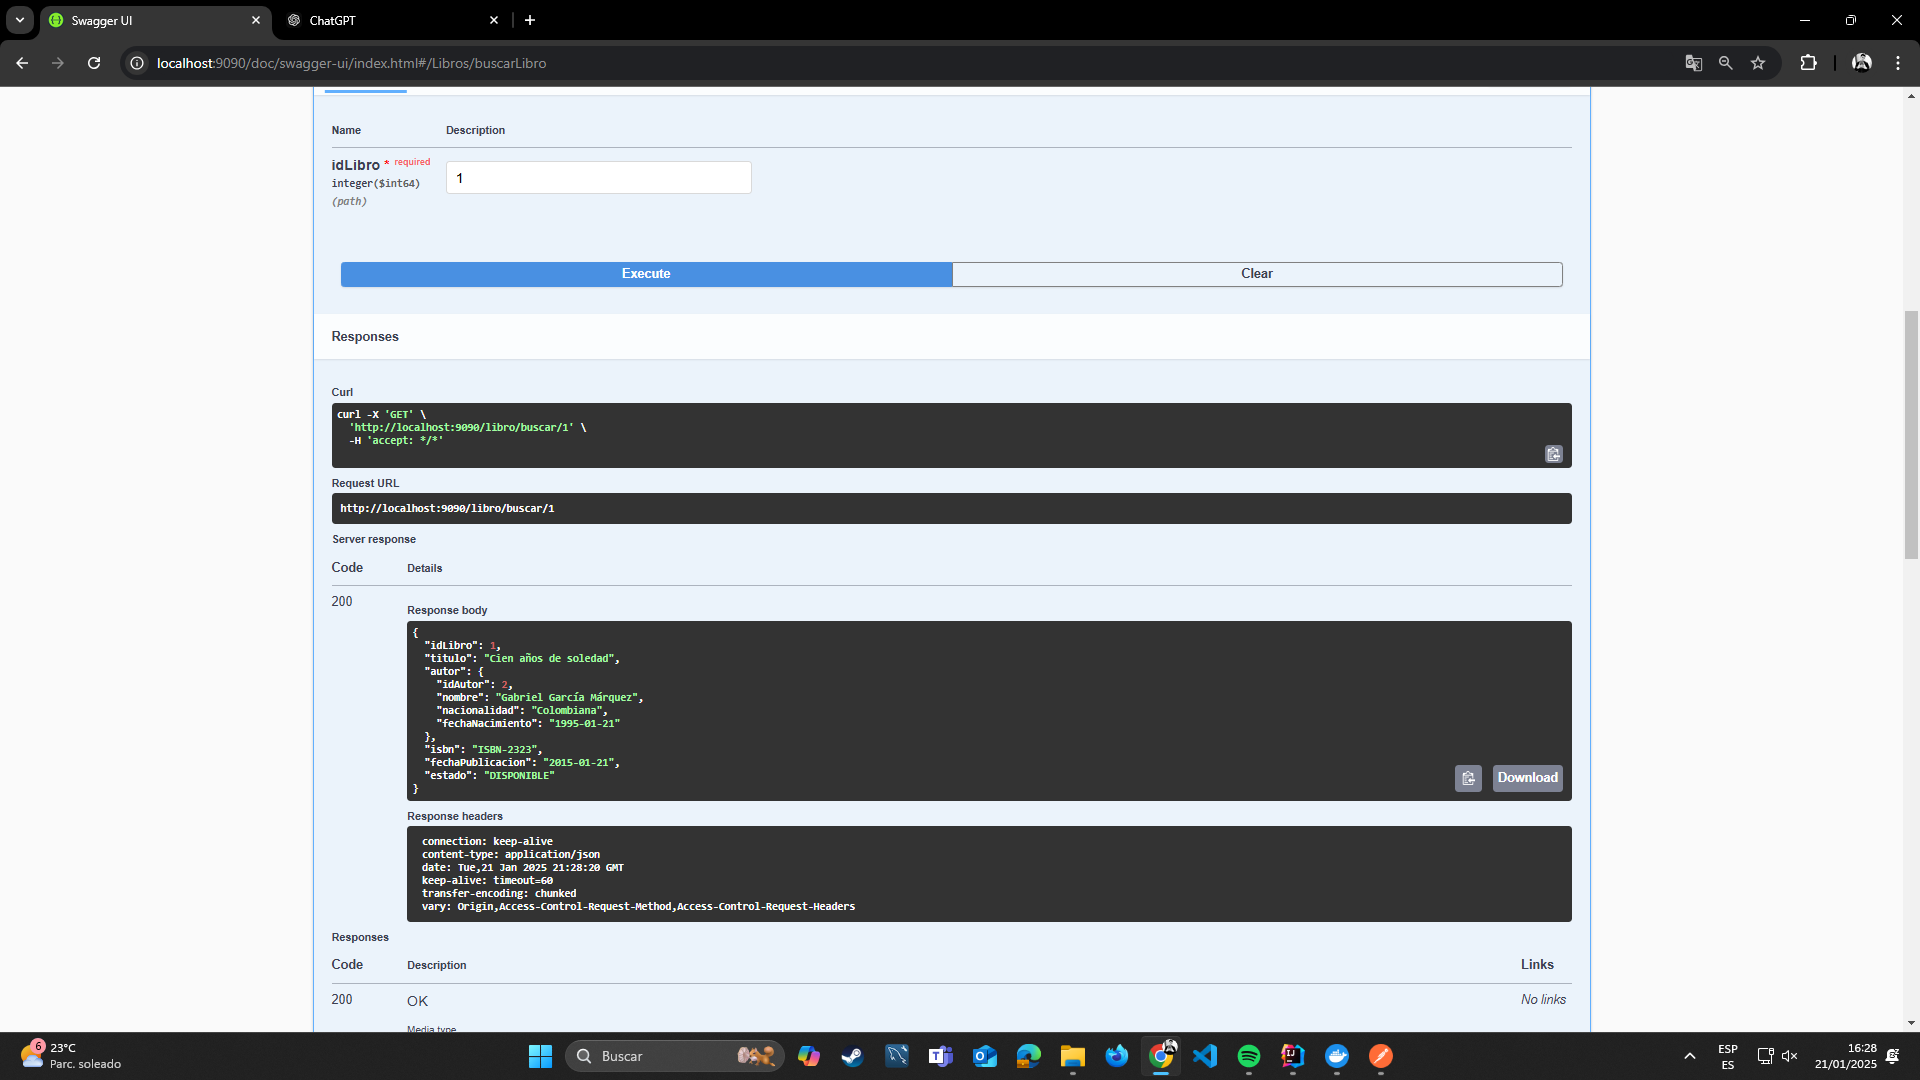 Swagger UI
ChatGPT
localhost:9090/doc/swagger-ui/index.html#/Libros/buscarLibro
Name Description
idLibro * required
integer($int64)
(path)
1
Execute Clear
Responses
Curl
curl -X 'GET' \
'http://localhost:9090/libro/buscar/1' \
-H 'accept: */*'
Request URL
http://localhost:9090/libro/buscar/1
Server response
Code Details
200
Response body
{
"idLibro": 1,
"titulo": "Cien años de soledad",
"autor": {
"idAutor": 2,
"nombre": "Gabriel García Márquez",
"nacionalidad": "Colombiana",
"fechaNacimiento": "1995-01-21"
},
"isbn": "ISBN-2323",
"fechaPublicacion": "2015-01-21",
"estado": "DISPONIBLE"
}
Download
Response headers
connection: keep-alive
content-type: application/json
date: Tue,21 Jan 2025 21:28:20 GMT
keep-alive: timeout=60
transfer-encoding: chunked
vary: Origin,Access-Control-Request-Method,Access-Control-Request-Headers
Responses
Code Description Links
200 OK No links
Media type
6
23°C
Parc. soleado
Buscar
ESP
ES
16:28
21/01/2025